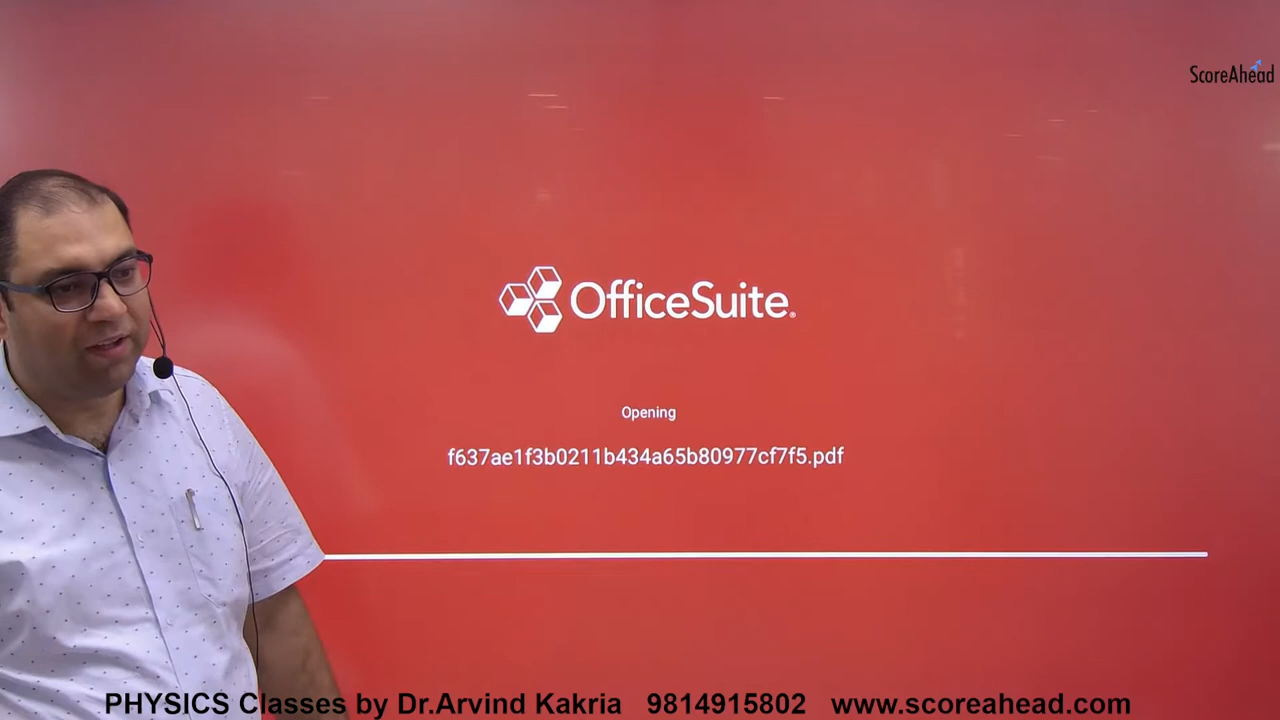 ScoreAhead
OfficeSuite®
Opening
f637ae1f3b0211b434a65b80977cf7f5.pdf
PHYSICS Classes by Dr.Arvind Kakria 9814915802 www.scoreahead.com